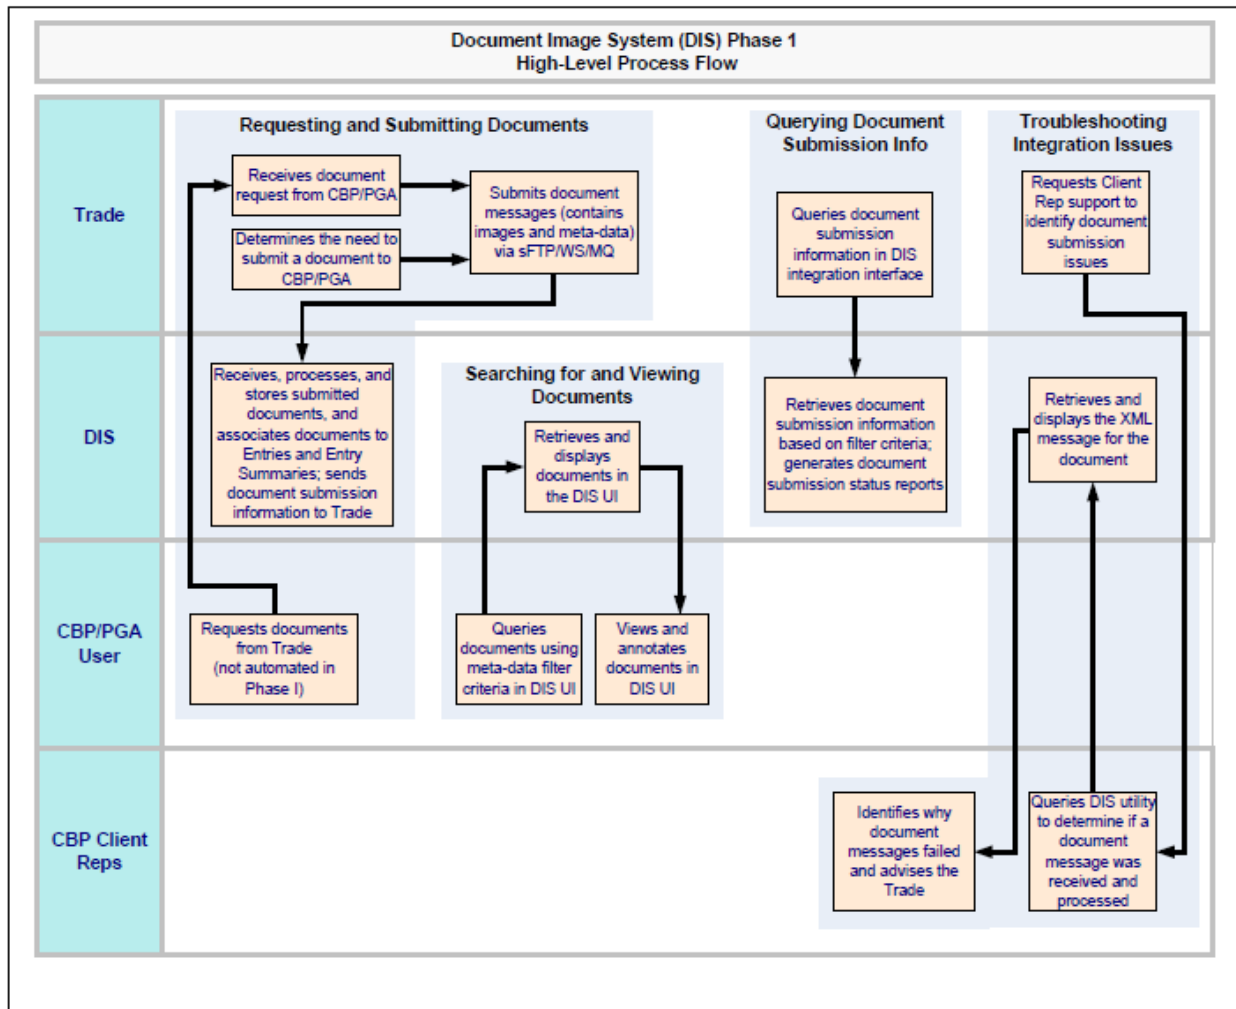 Document Image System (DIS) Phase 1
High-Level Process Flow
Trade
Requesting and Submitting Documents
Receives document
request from CBP/PGA
Determines the need to
submit a document to
CBP/PGA
Submits document
messages (contains
images and meta-data)
via sFTP/WS/MQ
Querying Document
Submission Info
Queries document
submission
information in DIS
integration interface
Troubleshooting
Integration Issues
Requests Client
Rep support to
identify document
submission
issues
DIS
Receives, processes, and
stores submitted
documents, and
associates documents to
Entries and Entry
Summaries; sends
document submission
information to Trade
Searching for and Viewing
Documents
Retrieves and
displays
documents in
the DIS UI
Retrieves document
submission information
based on filter criteria;
generates document
submission status reports
Retrieves and
displays the XML
message for the
document
CBP/PGA
User
Requests documents
from Trade
(not automated in
Phase I)
Queries
documents using
meta-data filter
criteria in DIS UI
Views and
annotates
documents in
DIS UI
CBP Client
Reps
Identifies why
document
messages failed
and advises the
Trade
Queries DIS utility
to determine if a
document
message was
received and
processed